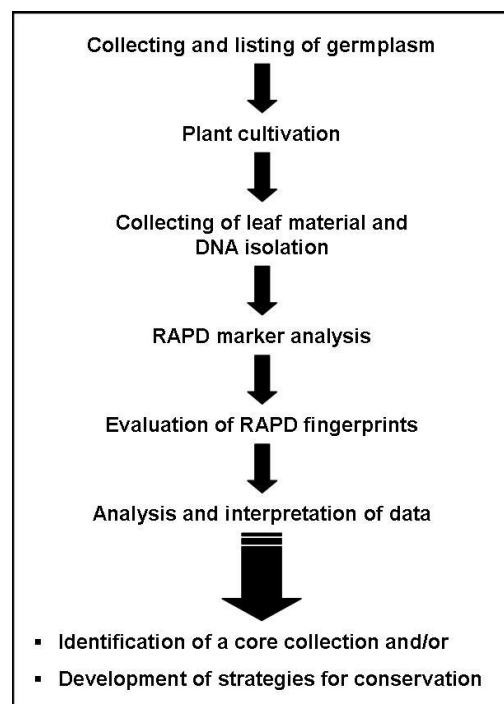 Collecting and listing of germplasm
Plant cultivation
Collecting of leaf material and
DNA isolation
RAPD marker analysis
Evaluation of RAPD fingerprints
Analysis and interpretation of data
▪ Identification of a core collection and/or
▪ Development of strategies for conservation